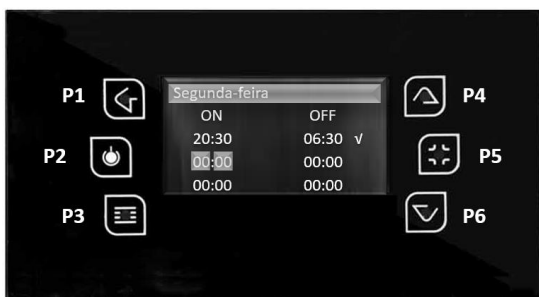 Segunda-feira
ON OFF
P1 P4
20:30 06:30 √
P2 00:00 00:00 P5
00:00 00:00
P3 P6